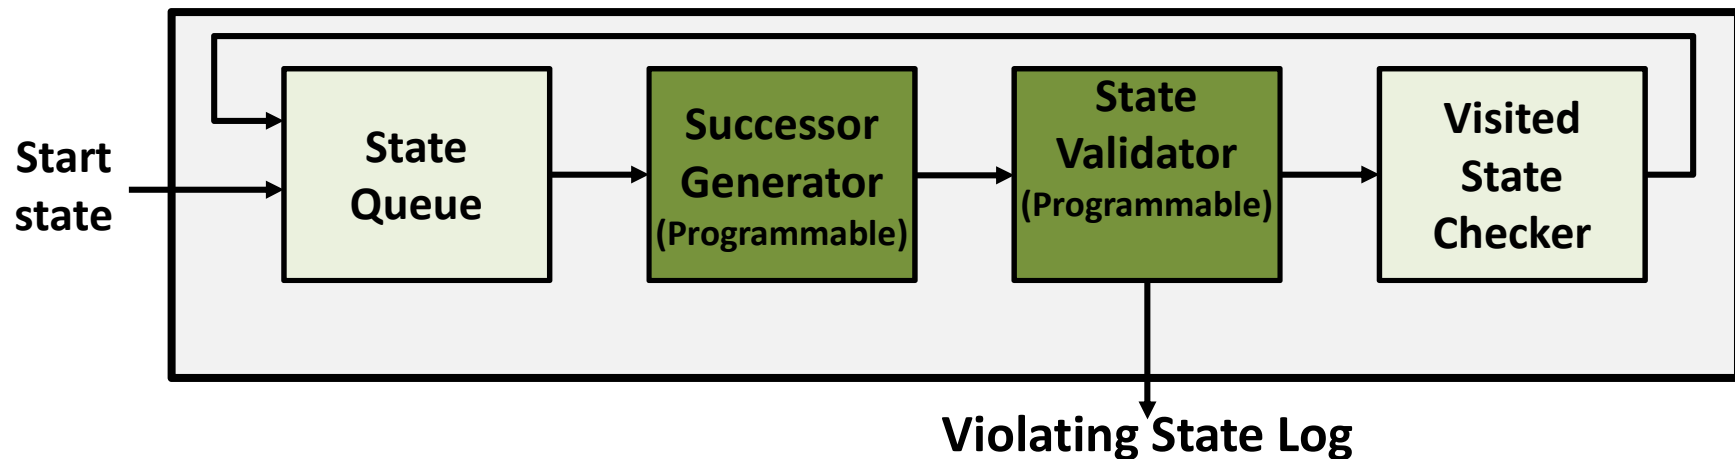 Start
state
State
Queue
Successor
Generator
(Programmable)
State
Validator
(Programmable)
Visited
State
Checker
Violating State Log